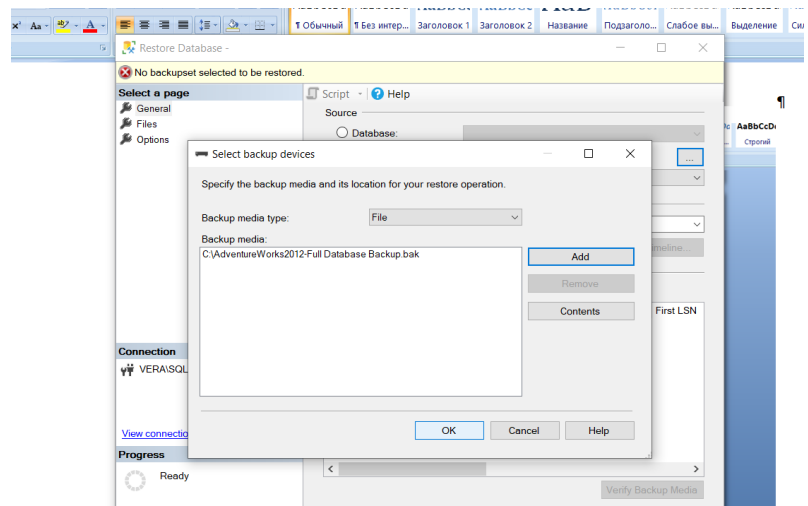 x' Aa ab A
¶ Обычный ¶ Без интер... Заголовок 1 Заголовок 2 Название Подзаголо... Слабое вы... Выделение
Restore Database -
No backupset selected to be restored.
Select a page
General
Files
Options
Script Help
Source
Database:
...
¶
AaBbCcD
Строгий
Select backup devices
Specify the backup media and its location for your restore operation.
Backup media type: File
Backup media:
C:\AdventureWorks2012-Full Database Backup.bak
Add
Remove
Contents
OK Cancel Help
First LSN
Connection
VERA\SQL
View connectio
Progress
Ready
Verify Backup Media